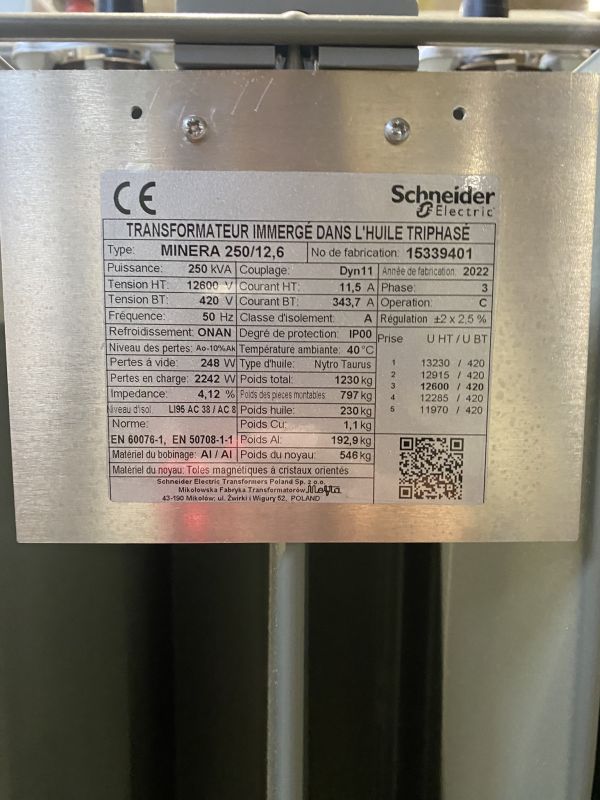 CE
Schneider
Electric
TRANSFORMATEUR IMMERGÉ DANS L'HUILE TRIPHASÉ
Type: MINERA 250/12,6 No de fabrication: 15339401
Puissance: 250 kVA Couplage: Dyn11 Année de fabrication: 2022
Tension HT: 12600 V Courant HT: 11,5 A Phase: 3
Tension BT: 420 V Courant BT: 343,7 A Operation: C
Fréquence: 50 Hz Classe d'isolement: A Régulation ±2 x 2,5 %
Refroidissement: ONAN Degré de protection: IP00 Prise U HT / U BT
Niveau des pertes: Ao-10%Ak Température ambiante: 40 °C
Pertes à vide: 248 W Type d'huile: Nytro Taurus 1 13230 / 420
Pertes en charge: 2242 W Poids total: 1230 kg 2 12915 / 420
Impedance: 4,12 % Poids des pieces montables: 797 kg 3 12600 / 420
Niveau d'isol. LI95 AC 38 / AC 8 Poids huile: 230 kg 4 12285 / 420
Norme: Poids Cu: 1,1 kg 5 11970 / 420
EN 60076-1, EN 50708-1-1 Poids Al: 192,9 kg
Matériel du bobinage: Al / Al Poids du noyau: 546 kg
Matériel du noyau: Toles magnétiques à cristaux orientés
Schneider Electric Transformers Poland Sp. z o.o.
Mikołowska Fabryka Transformatorów Mefta
43-190 Mikołów; ul. Żwirki i Wigury 52, POLAND